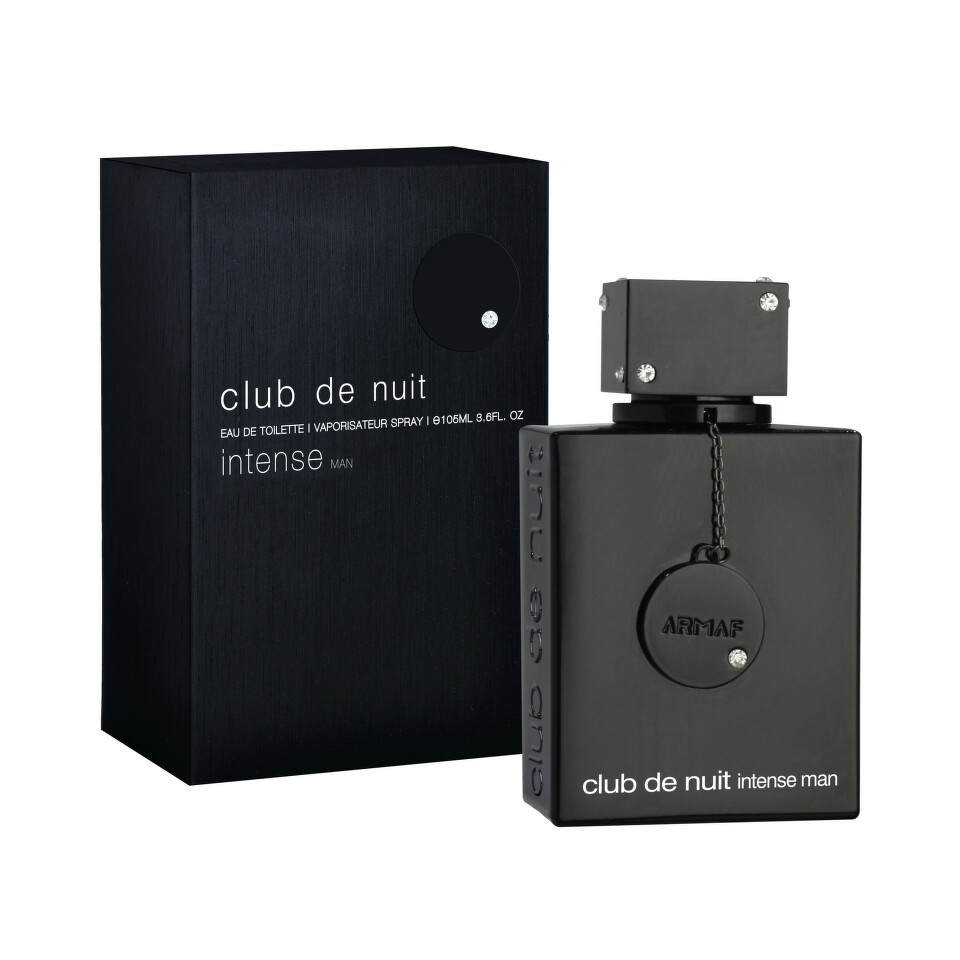 club de nuit
EAU DE TOILETTE | VAPORISATEUR SPRAY | ℮105ML 3.6FL. OZ
intense MAN
club de nuit
ARMAF
club de nuit intense man